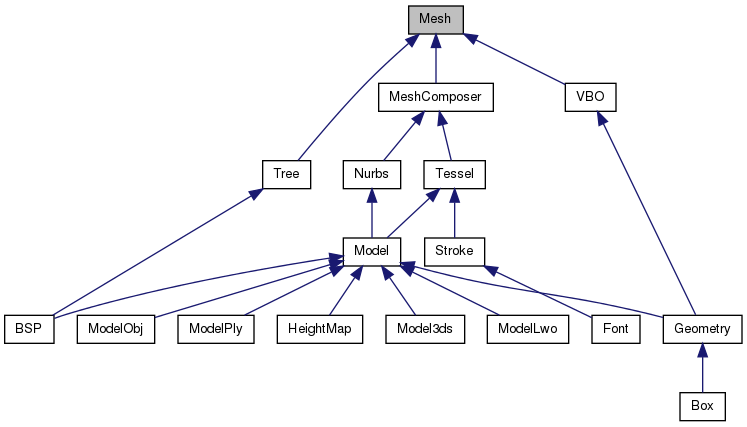 Mesh
MeshComposer
VBO
Tree
Nurbs
Tessel
Model
Stroke
BSP
ModelObj
ModelPly
HeightMap
Model3ds
ModelLwo
Font
Geometry
Box